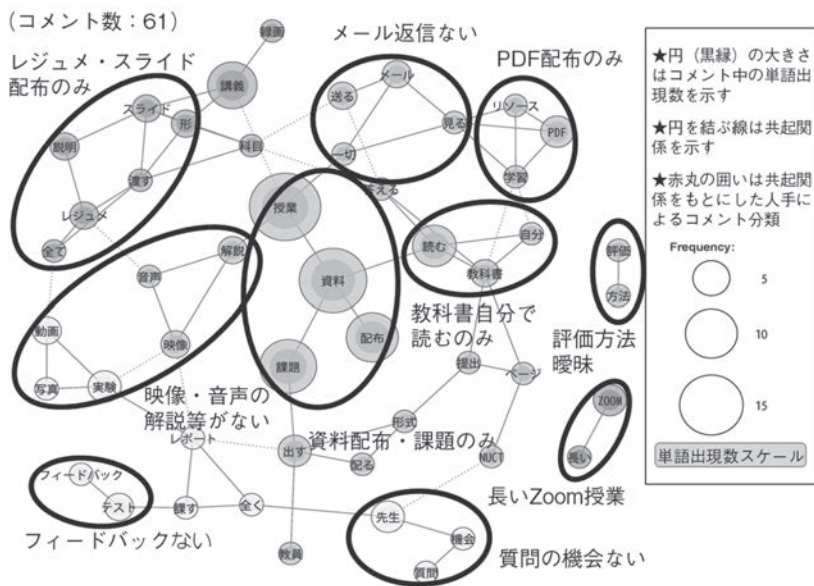 (コメント数：61)
録画
メール返信ない
PDF配布のみ
レジュメ・スライド
配布のみ
講義
スライド
形
説明
科目
渡す
レジュメ
全て
送る
メール
見る
一切
答える
リソース
PDF
学習
授業
資料
配布
課題
読む
自分
教科書
教科書自分で
読むのみ
評価
方法
評価方法
曖昧
解説
音声
動画
映像
写真
実験
映像・音声の
解説等がない
レポート
資料配布・課題のみ
提出
ページ
形式
出す
配る
NUCT
ZOOM
長い
長いZoom授業
フィードバック
テスト
課す
全く
フィードバックない
教員
先生
機会
質問
質問の機会ない
★円（黒縁）の大きさ
はコメント中の単語出
現数を示す
★円を結ぶ線は共起関
係を示す
★赤丸の囲いは共起関
係をもとにした人手に
よるコメント分類
Frequency:
5
10
15
単語出現数スケール